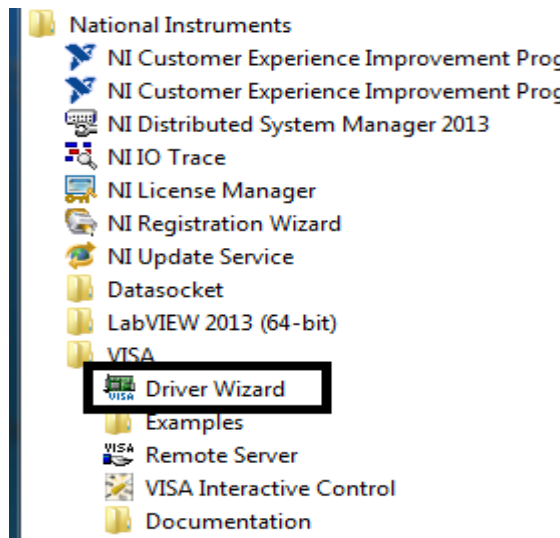 National Instruments
NI Customer Experience Improvement Prog
NI Customer Experience Improvement Prog
NI Distributed System Manager 2013
NI IO Trace
NI License Manager
NI Registration Wizard
NI Update Service
Datasocket
LabVIEW 2013 (64-bit)
VISA
VISA Driver Wizard
Examples
VISA Remote Server
VISA Interactive Control
Documentation